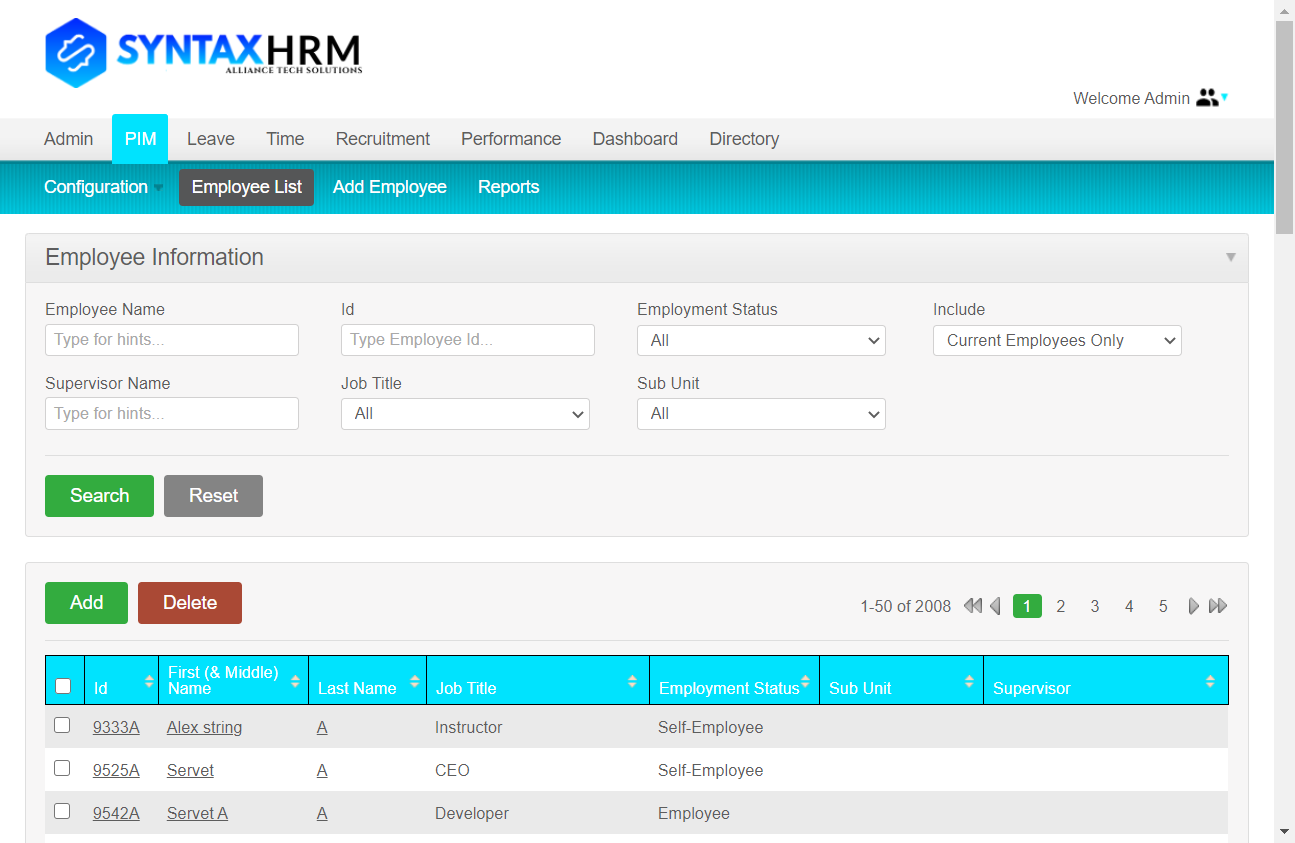 SYNTAXHRM
ALLIANCE TECH SOLUTIONS
Welcome Admin
Admin PIM Leave Time Recruitment Performance Dashboard Directory
Configuration Employee List Add Employee Reports
Employee Information
Employee Name Id Employment Status Include
Type for hints... Type Employee Id... All Current Employees Only
Supervisor Name Job Title Sub Unit
Type for hints... All All
Search Reset
Add Delete 1-50 of 2008 1 2 3 4 5
Id First (& Middle) Name Last Name Job Title Employment Status Sub Unit Supervisor
9333A Alex string A Instructor Self-Employee
9525A Servet A CEO Self-Employee
9542A Servet A A Developer Employee